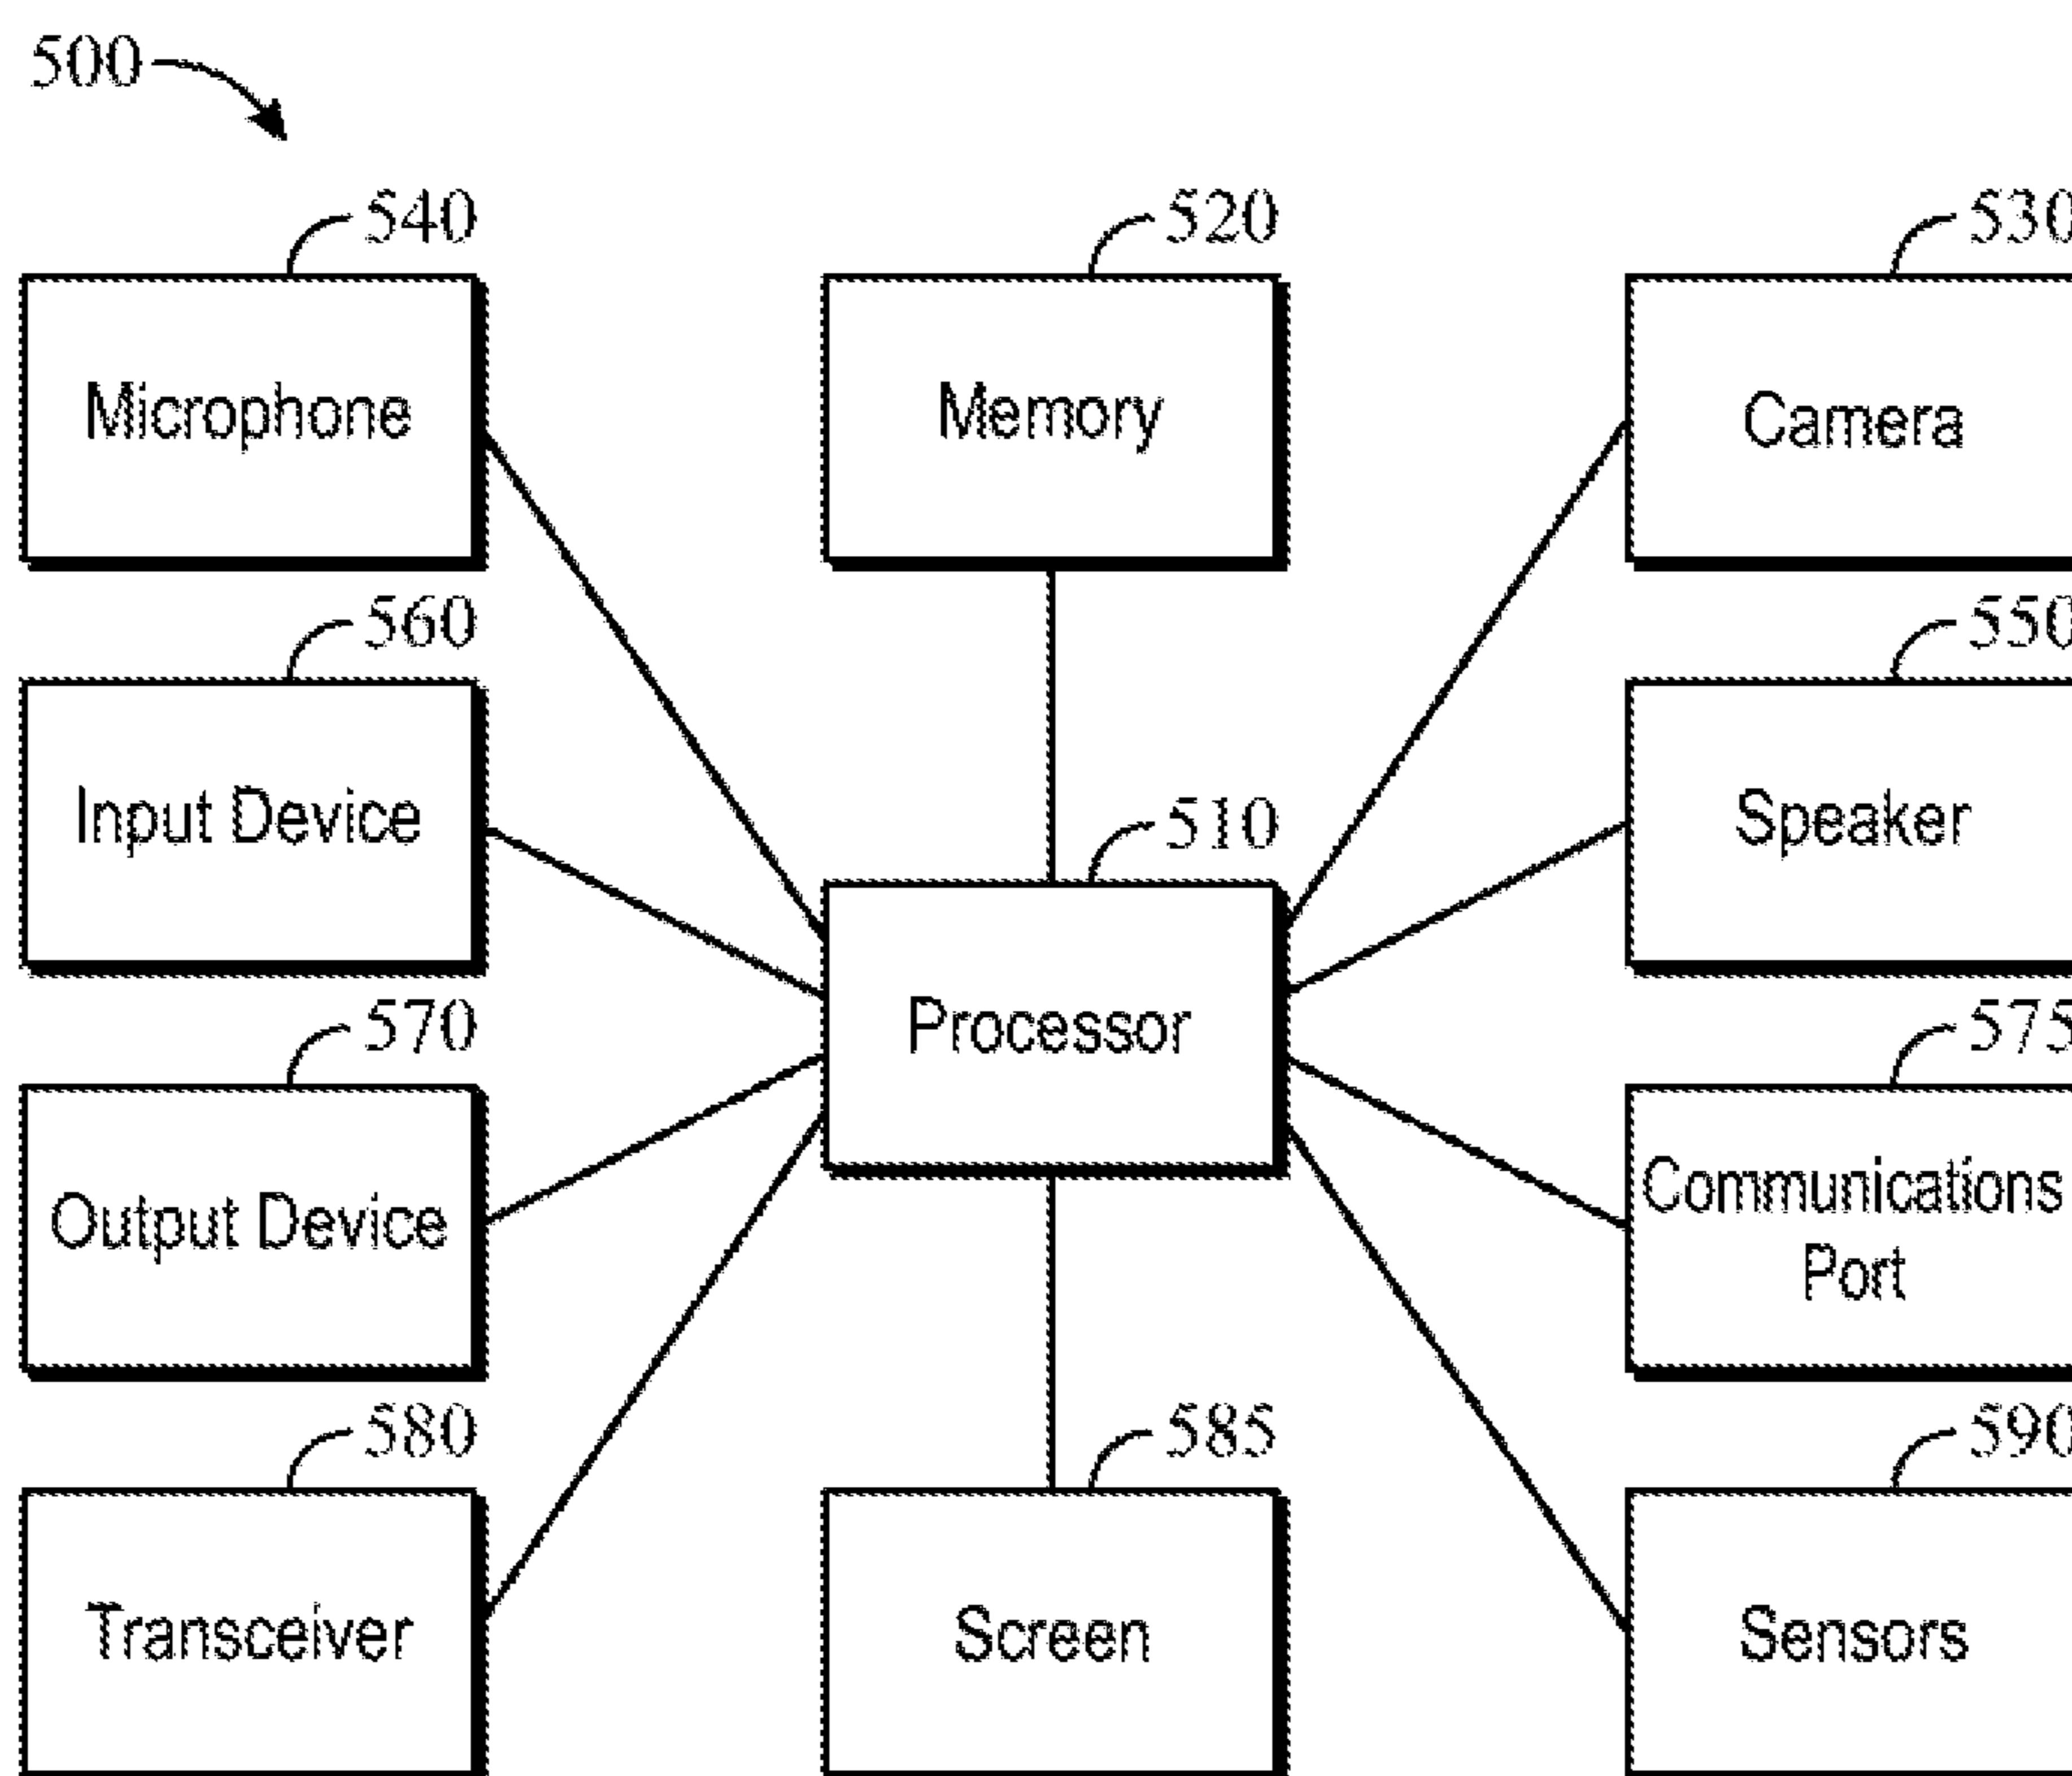 500
540
520
530
Microphone
Memory
Camera
560
550
Input Device
Speaker
510
570
Processor
575
Output Device
Communications
Port
580
585
590
Transceiver
Screen
Sensors